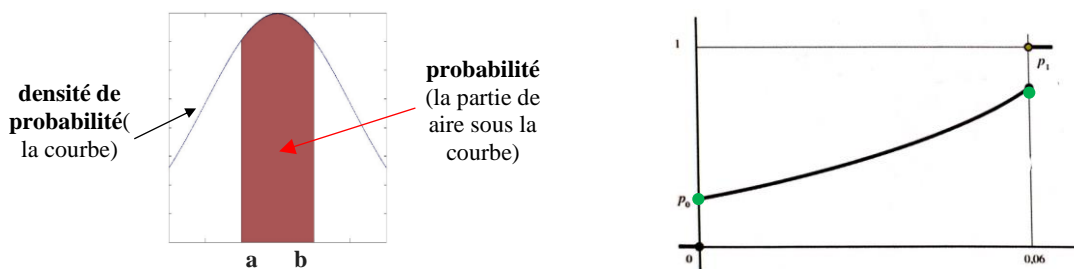 densité de
probabilité(
la courbe)
probabilité
(la partie de
aire sous la
courbe)
a b
1
p₁
p₀
0
0,06